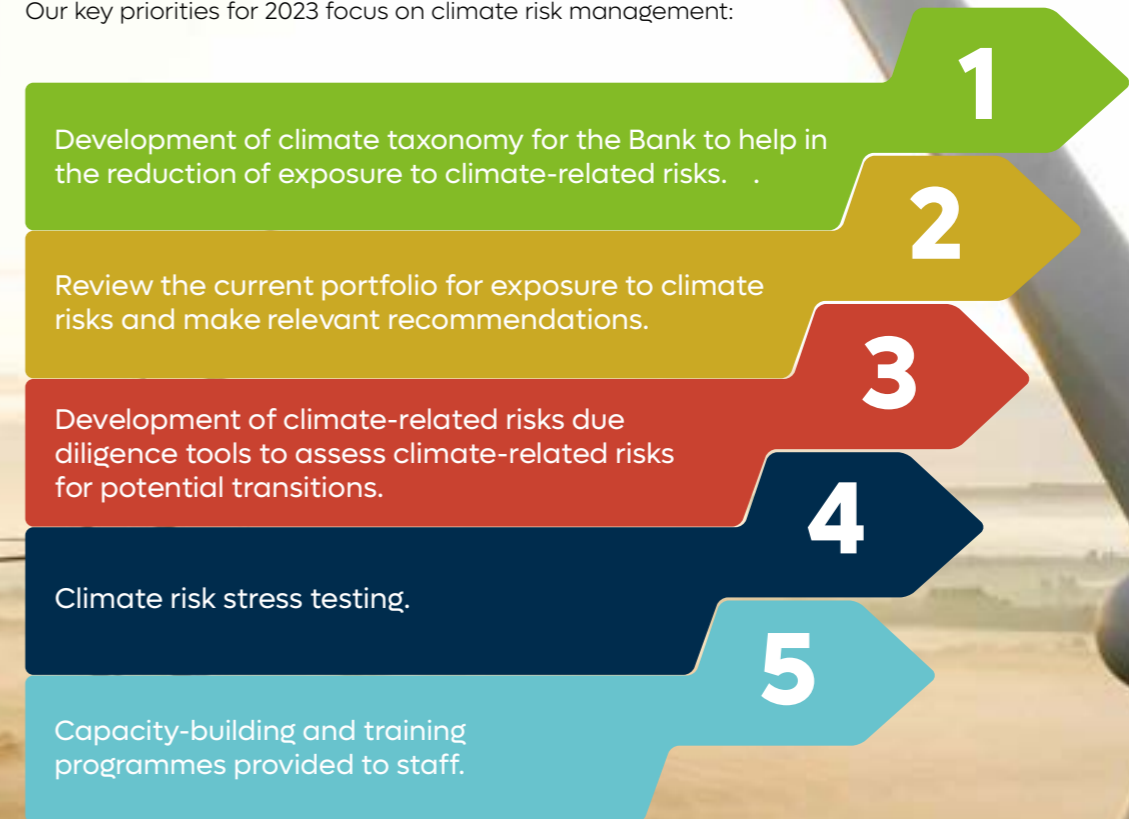 Our key priorities for 2023 focus on climate risk management:
1
Development of climate taxonomy for the Bank to help in
the reduction of exposure to climate-related risks. .
2
Review the current portfolio for exposure to climate
risks and make relevant recommendations.
3
Development of climate-related risks due
diligence tools to assess climate-related risks
for potential transitions.
4
Climate risk stress testing.
5
Capacity-building and training
programmes provided to staff.